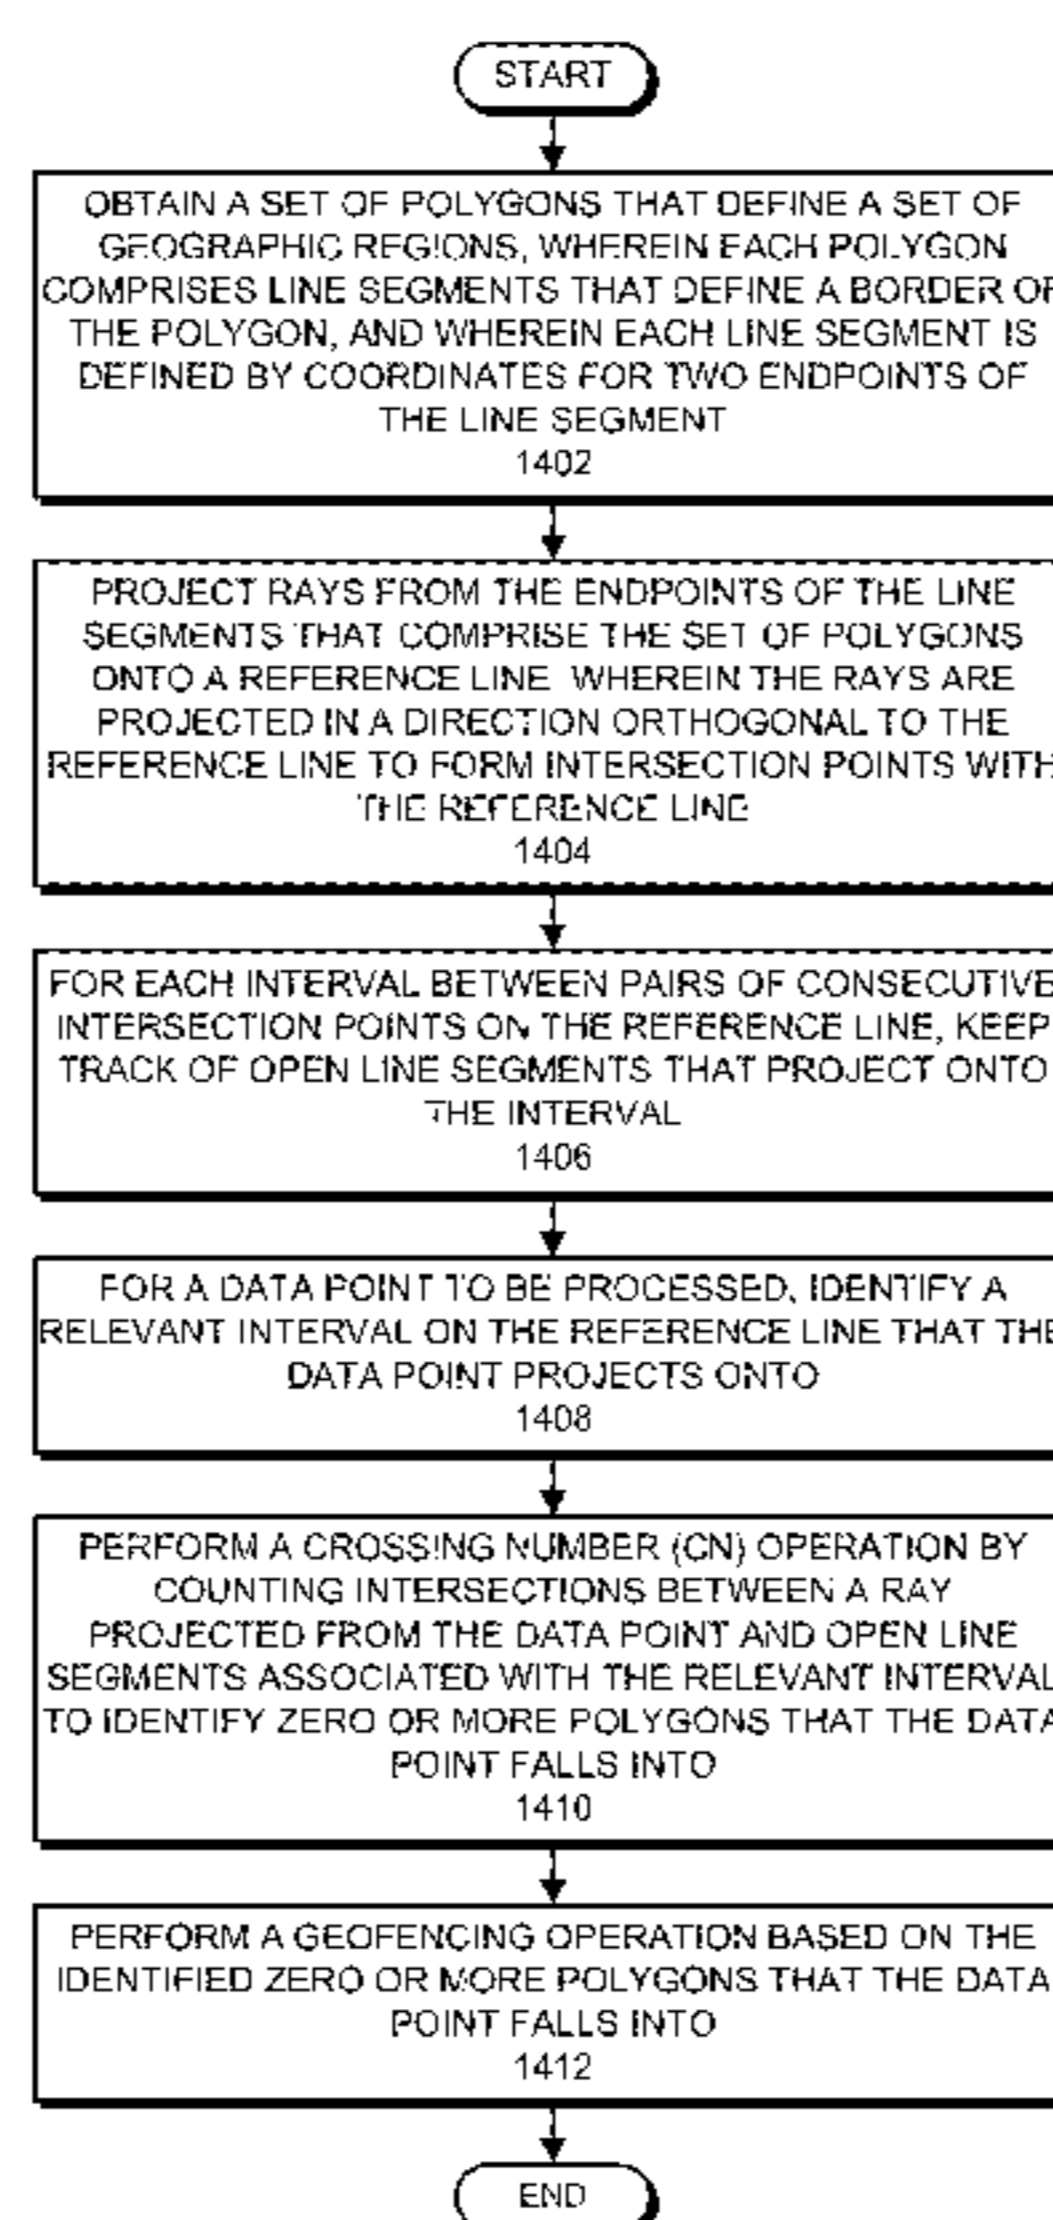 START
OBTAIN A SET OF POLYGONS THAT DEFINE A SET OF
GEOGRAPHIC REGIONS, WHEREIN EACH POLYGON
COMPRISES LINE SEGMENTS THAT DEFINE A BORDER OF
THE POLYGON, AND WHEREIN EACH LINE SEGMENT IS
DEFINED BY COORDINATES FOR TWO ENDPOINTS OF
THE LINE SEGMENT
1402
PROJECT RAYS FROM THE ENDPOINTS OF THE LINE
SEGMENTS THAT COMPRISE THE SET OF POLYGONS
ONTO A REFERENCE LINE WHEREIN THE RAYS ARE
PROJECTED IN A DIRECTION ORTHOGONAL TO THE
REFERENCE LINE TO FORM INTERSECTION POINTS WITH
THE REFERENCE LINE
1404
FOR EACH INTERVAL BETWEEN PAIRS OF CONSECUTIVE
INTERSECTION POINTS ON THE REFERENCE LINE, KEEP
TRACK OF OPEN LINE SEGMENTS THAT PROJECT ONTO
THE INTERVAL
1406
FOR A DATA POINT TO BE PROCESSED, IDENTIFY A
RELEVANT INTERVAL ON THE REFERENCE LINE THAT THE
DATA POINT PROJECTS ONTO
1408
PERFORM A CROSSING NUMBER (CN) OPERATION BY
COUNTING INTERSECTIONS BETWEEN A RAY
PROJECTED FROM THE DATA POINT AND OPEN LINE
SEGMENTS ASSOCIATED WITH THE RELEVANT INTERVAL
TO IDENTIFY ZERO OR MORE POLYGONS THAT THE DATA
POINT FALLS INTO
1410
PERFORM A GEOFENCING OPERATION BASED ON THE
IDENTIFIED ZERO OR MORE POLYGONS THAT THE DATA
POINT FALLS INTO
1412
END